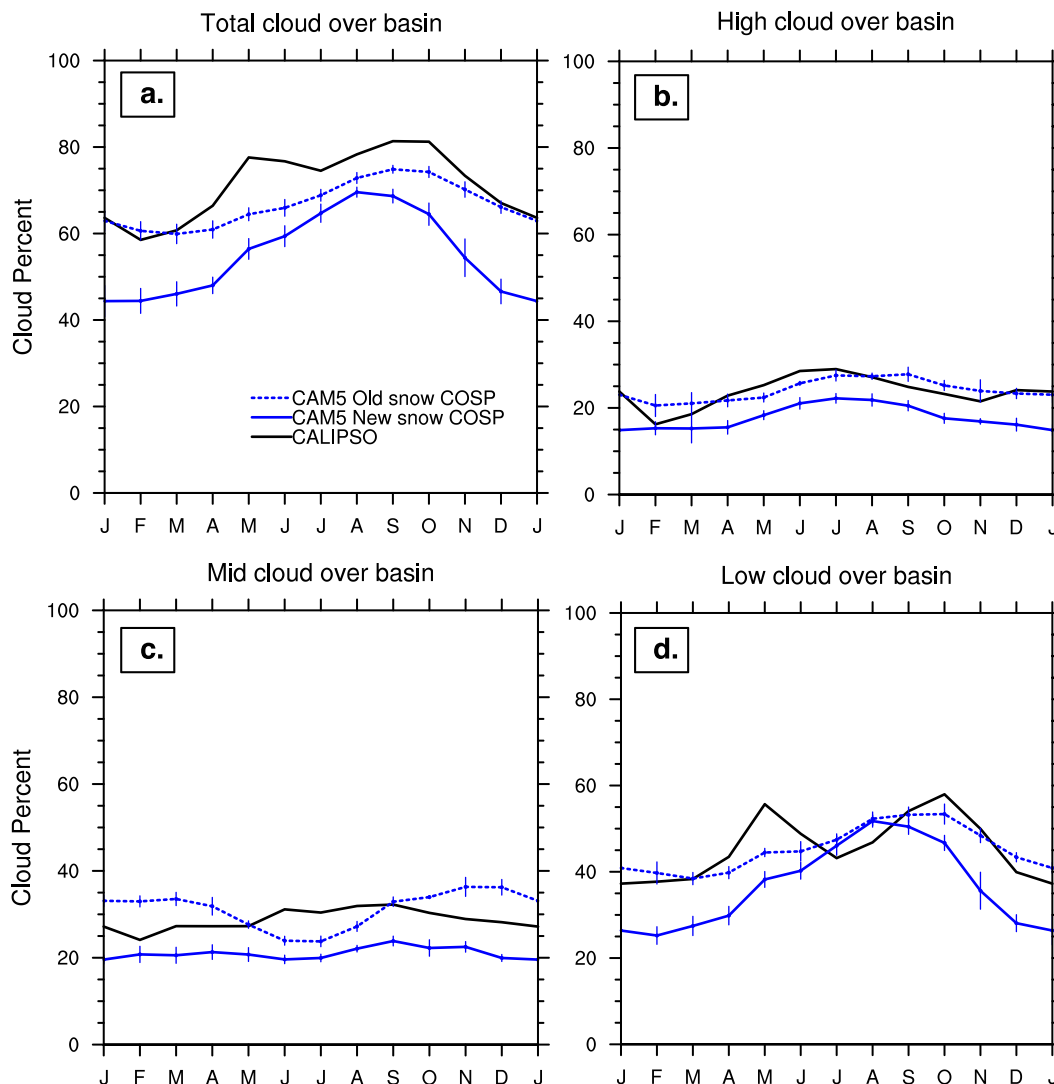 Total cloud over basin
High cloud over basin
a.
b.
100
80
60
40
20
0
Cloud Percent
CAM5 Old snow COSP
CAM5 New snow COSP
CALIPSO
J F M A M J J A S O N D J
100
80
60
40
20
0
J F M A M J J A S O N D J
Mid cloud over basin
Low cloud over basin
c.
d.
100
80
60
40
20
0
Cloud Percent
J F M A M J J A S O N D J
100
80
60
40
20
0
J F M A M J J A S O N D J